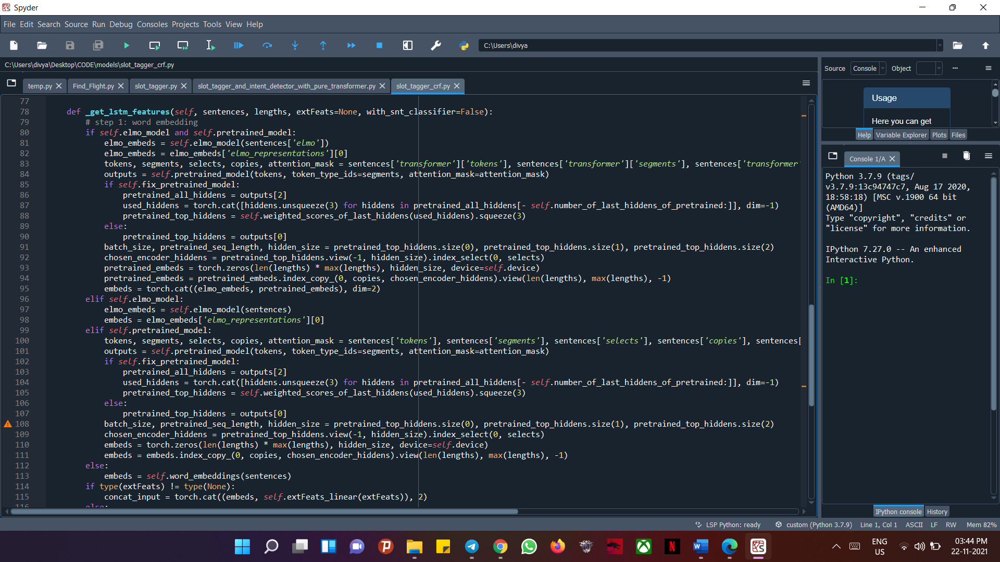 Spyder
File Edit Search Source Run Debug Consoles Projects Tools View Help
C:\Users\divya
C:\Users\divya\Desktop\CODE\models\slot_tagger_crf.py
temp.py Find_Flight.py slot_tagger.py slot_tagger_and_intent_detector_with_pure_transformer.py slot_tagger_crf.py
77
78 def _get_lstm_features(self, sentences, lengths, extFeats=None, with_snt_classifier=False):
79 # step 1: word embedding
80 if self.elmo_model and self.pretrained_model:
81 elmo_embeds = self.elmo_model(sentences['elmo'])
82 elmo_embeds = elmo_embeds['elmo_representations'][0]
83 tokens, segments, selects, copies, attention_mask = sentences['transformer']['tokens'], sentences['transformer']['segments'], sentences['transformer'
84 outputs = self.pretrained_model(tokens, token_type_ids=segments, attention_mask=attention_mask)
85 if self.fix_pretrained_model:
86 pretrained_all_hiddens = outputs[2]
87 used_hiddens = torch.cat([hiddens.unsqueeze(3) for hiddens in pretrained_all_hiddens[- self.number_of_last_hiddens_of_pretrained:]], dim=-1)
88 pretrained_top_hiddens = self.weighted_scores_of_last_hiddens(used_hiddens).squeeze(3)
89 else:
90 pretrained_top_hiddens = outputs[0]
91 batch_size, pretrained_seq_length, hidden_size = pretrained_top_hiddens.size(0), pretrained_top_hiddens.size(1), pretrained_top_hiddens.size(2)
92 chosen_encoder_hiddens = pretrained_top_hiddens.view(-1, hidden_size).index_select(0, selects)
93 pretrained_embeds = torch.zeros(len(lengths) * max(lengths), hidden_size, device=self.device)
94 pretrained_embeds = pretrained_embeds.index_copy_(0, copies, chosen_encoder_hiddens).view(len(lengths), max(lengths), -1)
95 embeds = torch.cat((elmo_embeds, pretrained_embeds), dim=2)
96 elif self.elmo_model:
97 elmo_embeds = self.elmo_model(sentences)
98 embeds = elmo_embeds['elmo_representations'][0]
99 elif self.pretrained_model:
100 tokens, segments, selects, copies, attention_mask = sentences['tokens'], sentences['segments'], sentences['selects'], sentences['copies'], sentences[
101 outputs = self.pretrained_model(tokens, token_type_ids=segments, attention_mask=attention_mask)
102 if self.fix_pretrained_model:
103 pretrained_all_hiddens = outputs[2]
104 used_hiddens = torch.cat([hiddens.unsqueeze(3) for hiddens in pretrained_all_hiddens[- self.number_of_last_hiddens_of_pretrained:]], dim=-1)
105 pretrained_top_hiddens = self.weighted_scores_of_last_hiddens(used_hiddens).squeeze(3)
106 else:
107 pretrained_top_hiddens = outputs[0]
108 batch_size, pretrained_seq_length, hidden_size = pretrained_top_hiddens.size(0), pretrained_top_hiddens.size(1), pretrained_top_hiddens.size(2)
109 chosen_encoder_hiddens = pretrained_top_hiddens.view(-1, hidden_size).index_select(0, selects)
110 embeds = torch.zeros(len(lengths) * max(lengths), hidden_size, device=self.device)
111 embeds = embeds.index_copy_(0, copies, chosen_encoder_hiddens).view(len(lengths), max(lengths), -1)
112 else:
113 embeds = self.word_embeddings(sentences)
114 if type(extFeats) != type(None):
115 concat_input = torch.cat((embeds, self.extFeats_linear(extFeats)), 2)
116 else:
Source Console Object
Usage
Here you can get
Help Variable Explorer Plots Files
Console 1/A
Python 3.7.9 (tags/
v3.7.9:13c94747c7, Aug 17 2020,
18:58:18) [MSC v.1900 64 bit
(AMD64)]
Type "copyright", "credits" or
"license" for more information.
IPython 7.27.0 -- An enhanced
Interactive Python.
In [1]:
IPython console History
LSP Python: ready custom (Python 3.7.9) Line 1, Col 1 ASCII LF RW Mem 82%
ENG
US
03:44 PM
22-11-2021